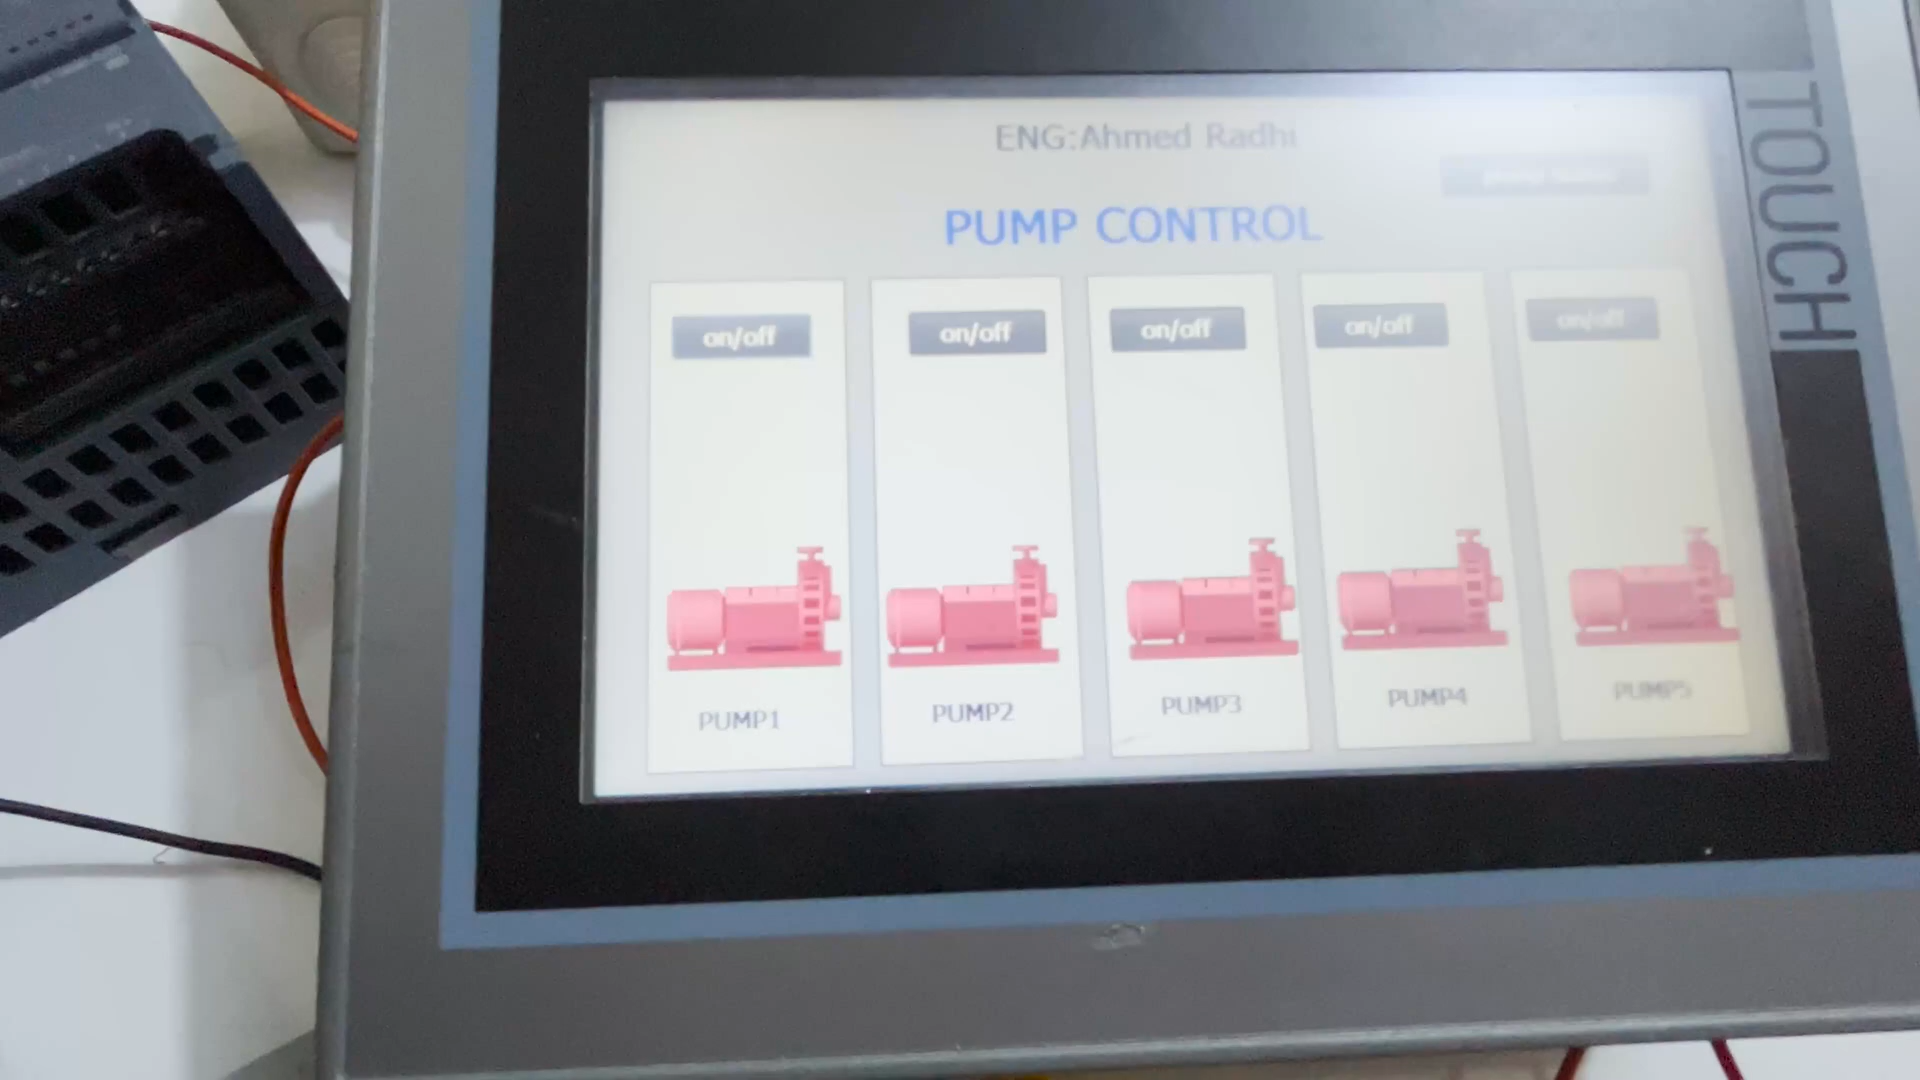 ENG:Ahmed Radhi
PUMP CONTROL
on/off on/off on/off on/off on/off
PUMP1 PUMP2 PUMP3 PUMP4 PUMP5
TOUCH